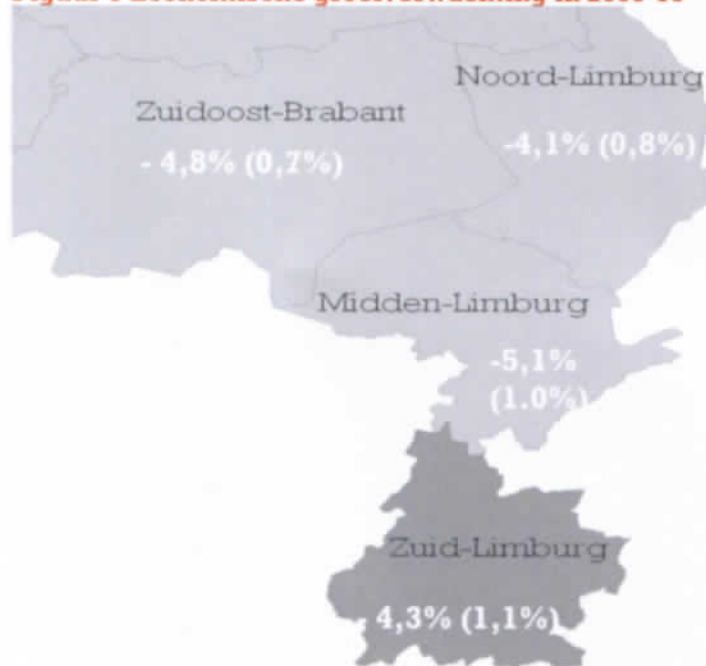 Noord-Limburg
Zuidoost-Brabant
-4,1% (0,8%)
- 4,8% (0,7%)
Midden-Limburg
-5,1%
(1.0%)
Zuid-Limburg
4,3% (1,1%)